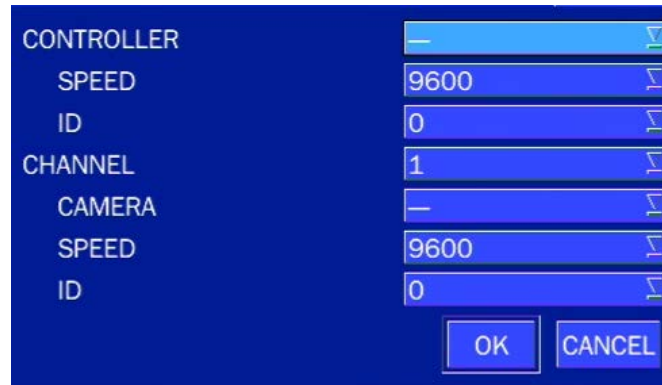 CONTROLLER —
SPEED 9600
ID 0
CHANNEL 1
CAMERA —
SPEED 9600
ID 0
OK CANCEL